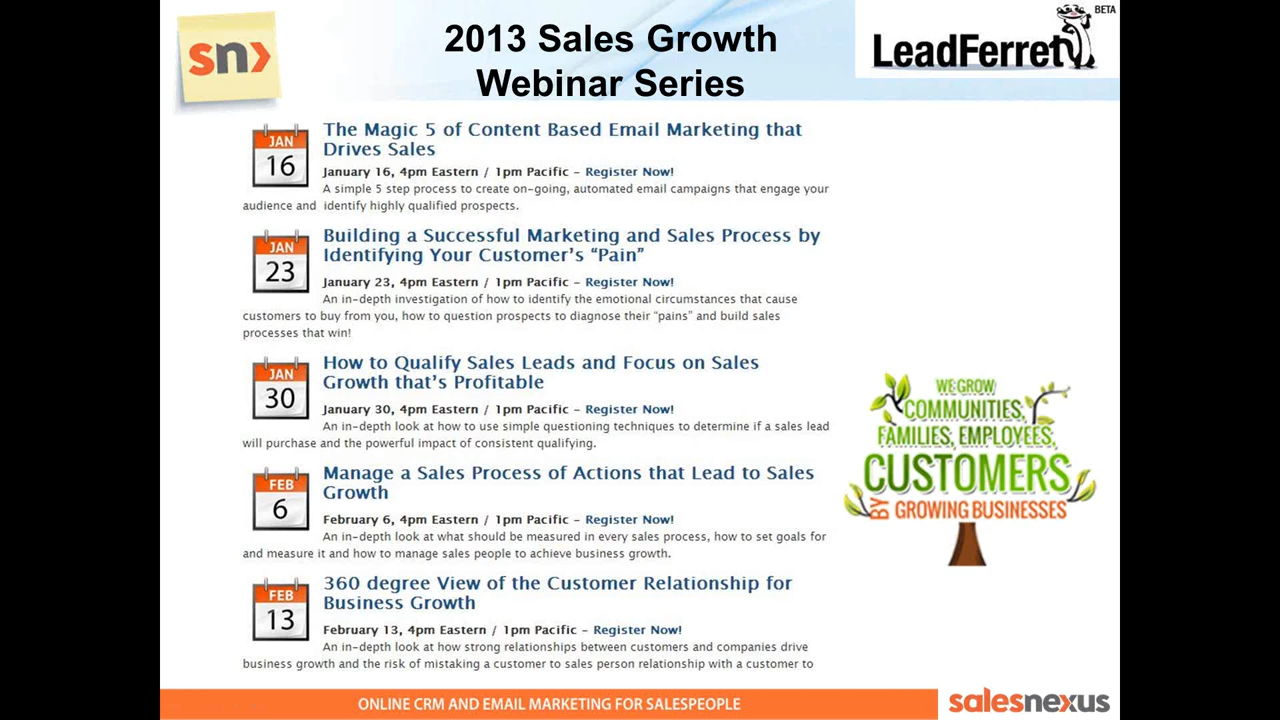 sn
2013 Sales Growth
Webinar Series
LeadFerret
BETA
JAN
16
The Magic 5 of Content Based Email Marketing that
Drives Sales
January 16, 4pm Eastern / 1pm Pacific – Register Now!
A simple 5 step process to create on-going, automated email campaigns that engage your
audience and identify highly qualified prospects.
JAN
23
Building a Successful Marketing and Sales Process by
Identifying Your Customer's “Pain”
January 23, 4pm Eastern / 1pm Pacific – Register Now!
An in-depth investigation of how to identify the emotional circumstances that cause
customers to buy from you, how to question prospects to diagnose their “pains” and build sales
processes that win!
JAN
30
How to Qualify Sales Leads and Focus on Sales
Growth that's Profitable
January 30, 4pm Eastern / 1pm Pacific – Register Now!
An in-depth look at how to use simple questioning techniques to determine if a sales lead
will purchase and the powerful impact of consistent qualifying.
FEB
6
Manage a Sales Process of Actions that Lead to Sales
Growth
February 6, 4pm Eastern / 1pm Pacific – Register Now!
An in-depth look at what should be measured in every sales process, how to set goals for
and measure it and how to manage sales people to achieve business growth.
FEB
13
360 degree View of the Customer Relationship for
Business Growth
February 13, 4pm Eastern / 1pm Pacific – Register Now!
An in-depth look at how strong relationships between customers and companies drive
business growth and the risk of mistaking a customer to sales person relationship with a customer to
WE GROW
COMMUNITIES,
FAMILIES, EMPLOYEES,
CUSTOMERS
BY GROWING BUSINESSES
ONLINE CRM AND EMAIL MARKETING FOR SALESPEOPLE
salesnexus